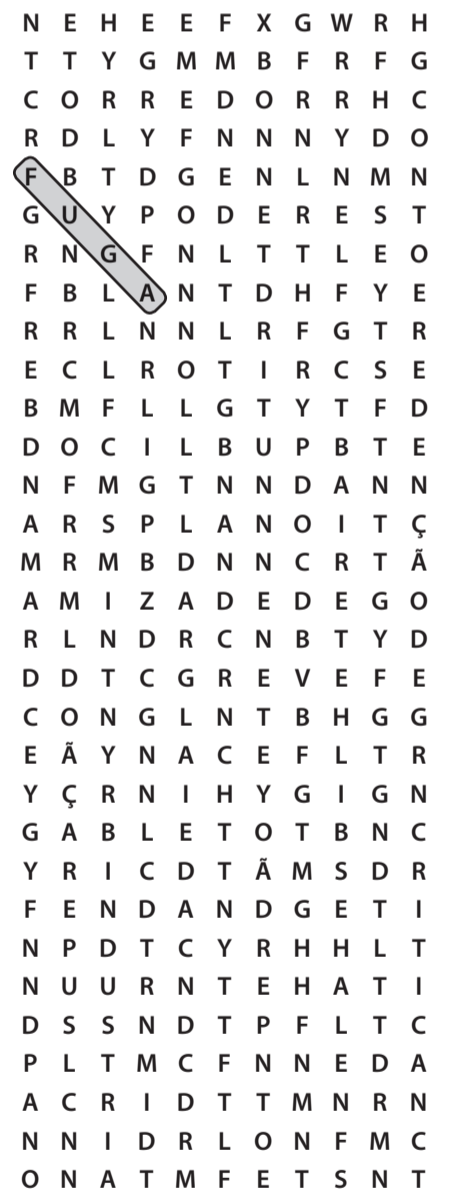 N E H E E F X G W R H
T T Y G M M B F R F G
C O R R E D O R R H C
R D L Y F N N N Y D O
F B T D G E N L N M N
G U Y P O D E R E S T
R N G F N L T T L E O
F B L A N T D H F Y E
R R L N N L R F G T R
E C L R O T I R C S E
B M F L L G T Y T F D
D O C I L B U P B T E
N F M G T N N D A N N
A R S P L A N O I T Ç
M R M B D N N C R T Ã
A M I Z A D E D E G O
R L N D R C N B T Y D
D D T C G R E V E F E
C O N G L N T B H G G
E Ã Y N A C E F L T R
Y Ç R N I H Y G I G N
G A B L E T O T B N C
Y R I C D T Ã M S D R
F E N D A N D G E T I
N P D T C Y R H H L T
N U U R N T E H A T I
D S S N D T P F L T C
P L T M C F N N E D A
A C R I D T T M N R N
N N I D R L O N F M C
O N A T M F E T S N T